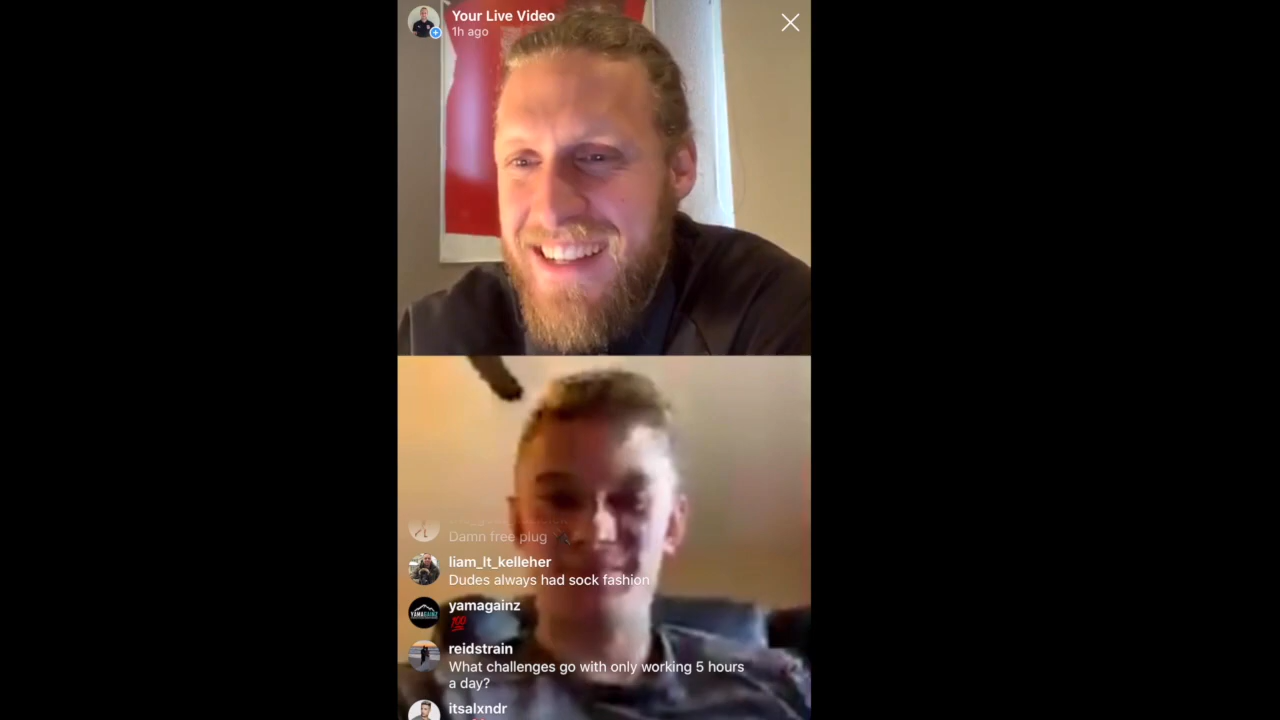 Your Live Video
1h ago
Damn free plug
liam_lt_kelleher
Dudes always had sock fashion
yamagainz
💯
reidstrain
What challenges go with only working 5 hours
a day?
itsalxndr